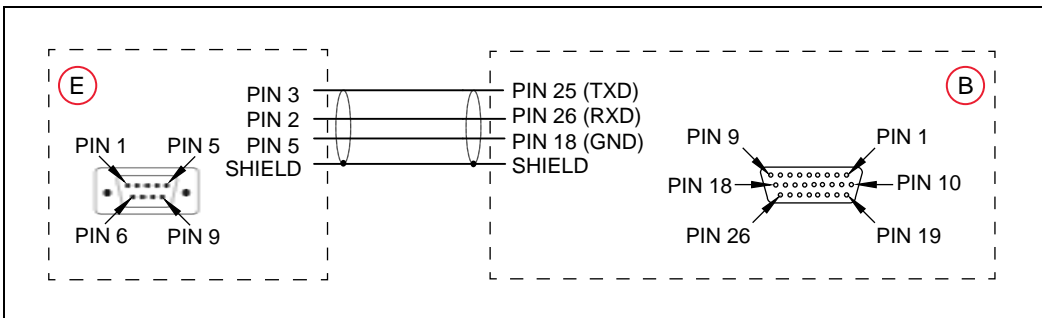 E
PIN 3
PIN 2
PIN 5
SHIELD
PIN 1
PIN 5
PIN 6
PIN 9
PIN 25 (TXD)
PIN 26 (RXD)
PIN 18 (GND)
SHIELD
B
PIN 9
PIN 1
PIN 18
PIN 10
PIN 26
PIN 19